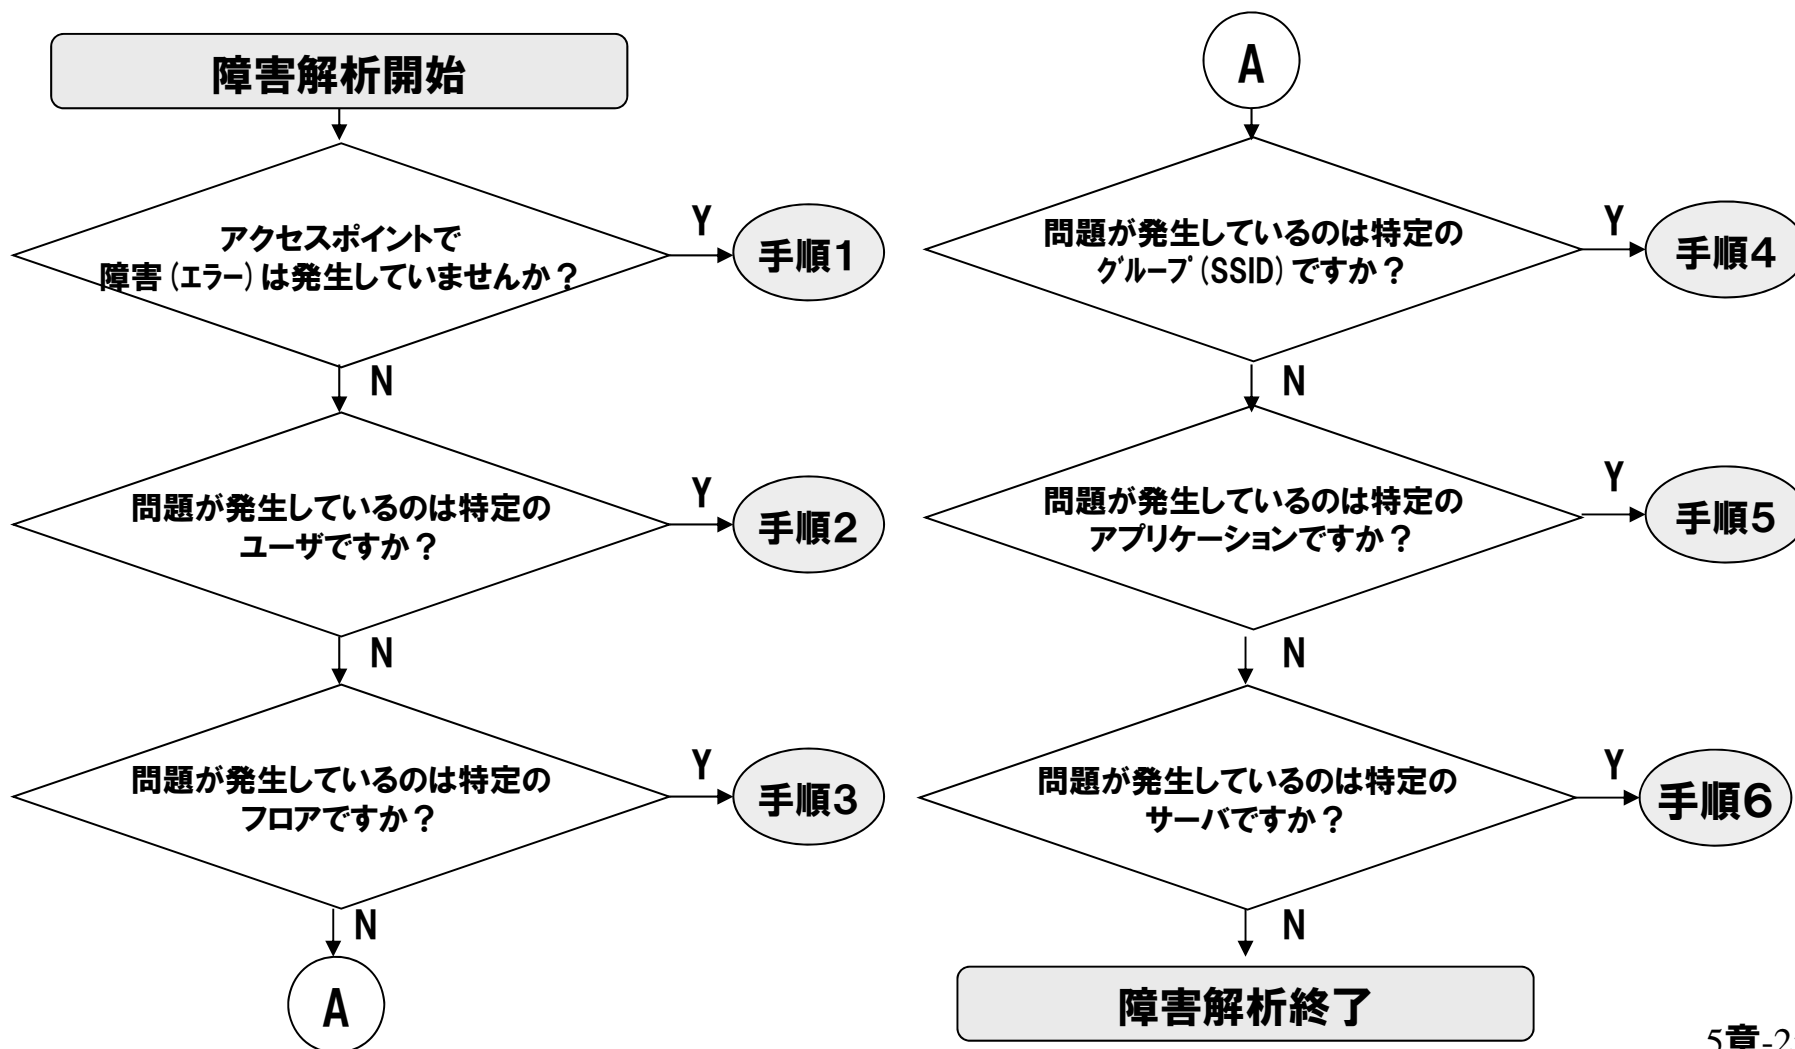 障害解析開始
アクセスポイントで
障害(エラー)は発生していませんか?
Y
手順1
N
問題が発生しているのは特定の
ユーザですか?
Y
手順2
N
問題が発生しているのは特定の
フロアですか?
Y
手順3
N
A
A
問題が発生しているのは特定の
グループ(SSID)ですか?
Y
手順4
N
問題が発生しているのは特定の
アプリケーションですか?
Y
手順5
N
問題が発生しているのは特定の
サーバですか?
Y
手順6
N
障害解析終了